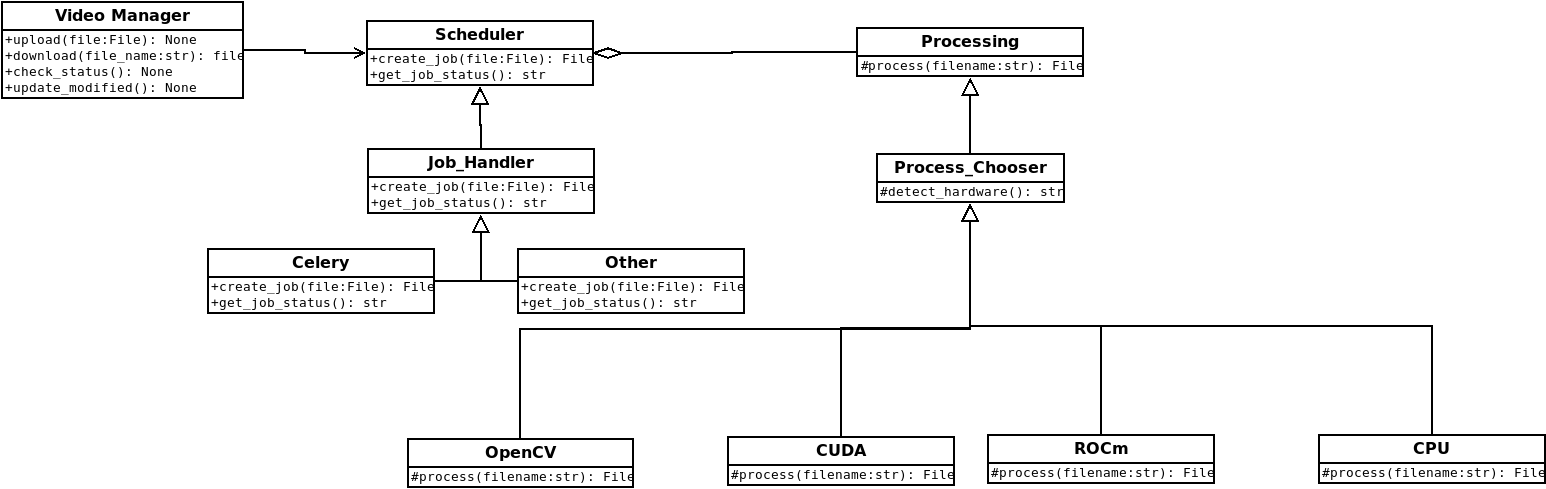 Video Manager
+upload(file:File): None
+download(file_name:str): file
+check_status(): None
+update_modified(): None
Scheduler
+create_job(file:File): File
+get_job_status(): str
Processing
#process(filename:str): File
Job_Handler
+create_job(file:File): File
+get_job_status(): str
Process_Chooser
#detect_hardware(): str
Celery
+create_job(file:File): File
+get_job_status(): str
Other
+create_job(file:File): File
+get_job_status(): str
OpenCV
#process(filename:str): File
CUDA
#process(filename:str): File
ROCm
#process(filename:str): File
CPU
#process(filename:str): File